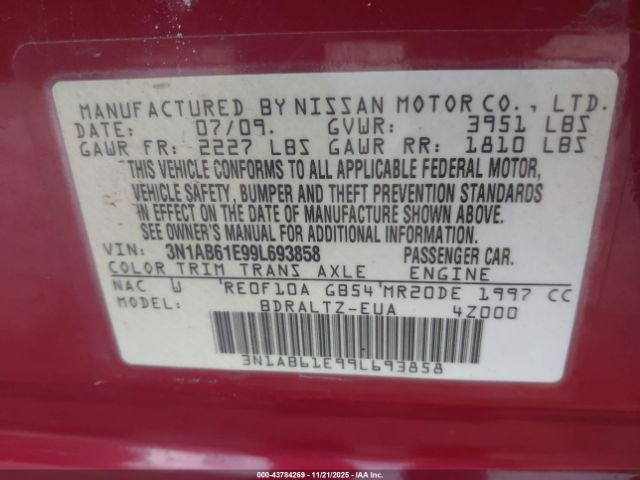 MANUFACTURED BY NISSAN MOTOR CO., LTD.
DATE: 07/09. GVWR: 3951 LBS
GAWR FR: 2227 LBS GAWR RR: 1810 LBS
THIS VEHICLE CONFORMS TO ALL APPLICABLE FEDERAL MOTOR,
VEHICLE SAFETY, BUMPER AND THEFT PREVENTION STANDARDS
IN EFFECT ON THE DATE OF MANUFACTURE SHOWN ABOVE.
SEE OWNER'S MANUAL FOR ADDITIONAL INFORMATION.
VIN: 3N1AB61E99L693858 PASSENGER CAR.
COLOR TRIM TRANS AXLE ENGINE
NAC W RE0F10A GB54 MR20DE 1997 CC
MODEL: BDRALTZ-EUA 4Z000
3N1AB61E99L693858
000-43784269 - 11/21/2025 - IAA Inc.